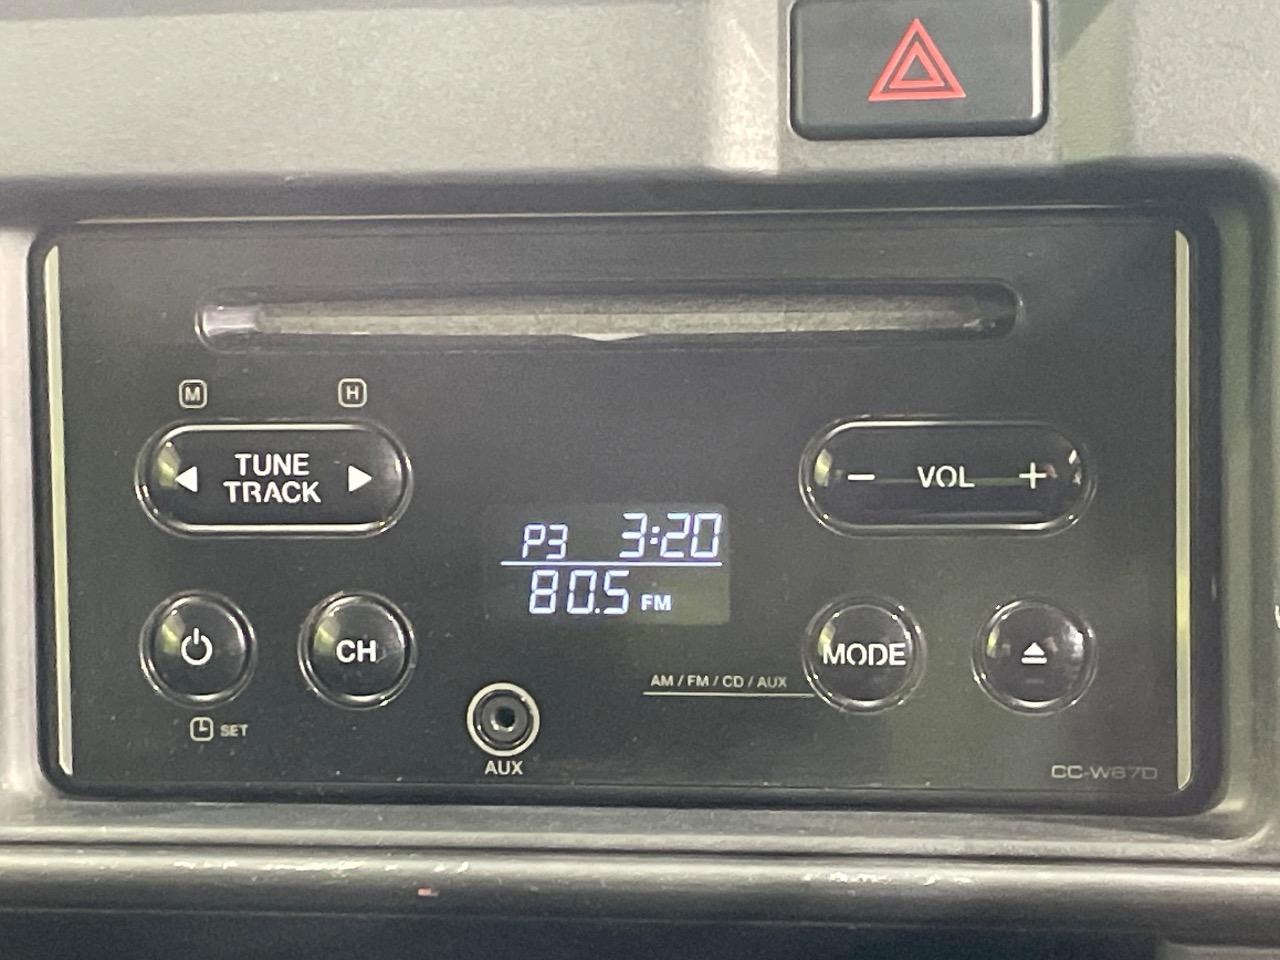 M H
TUNE
TRACK
− VOL +
P3 3:20
80.5 FM
CH
MODE
AM / FM / CD / AUX
SET
AUX
CC-W67D